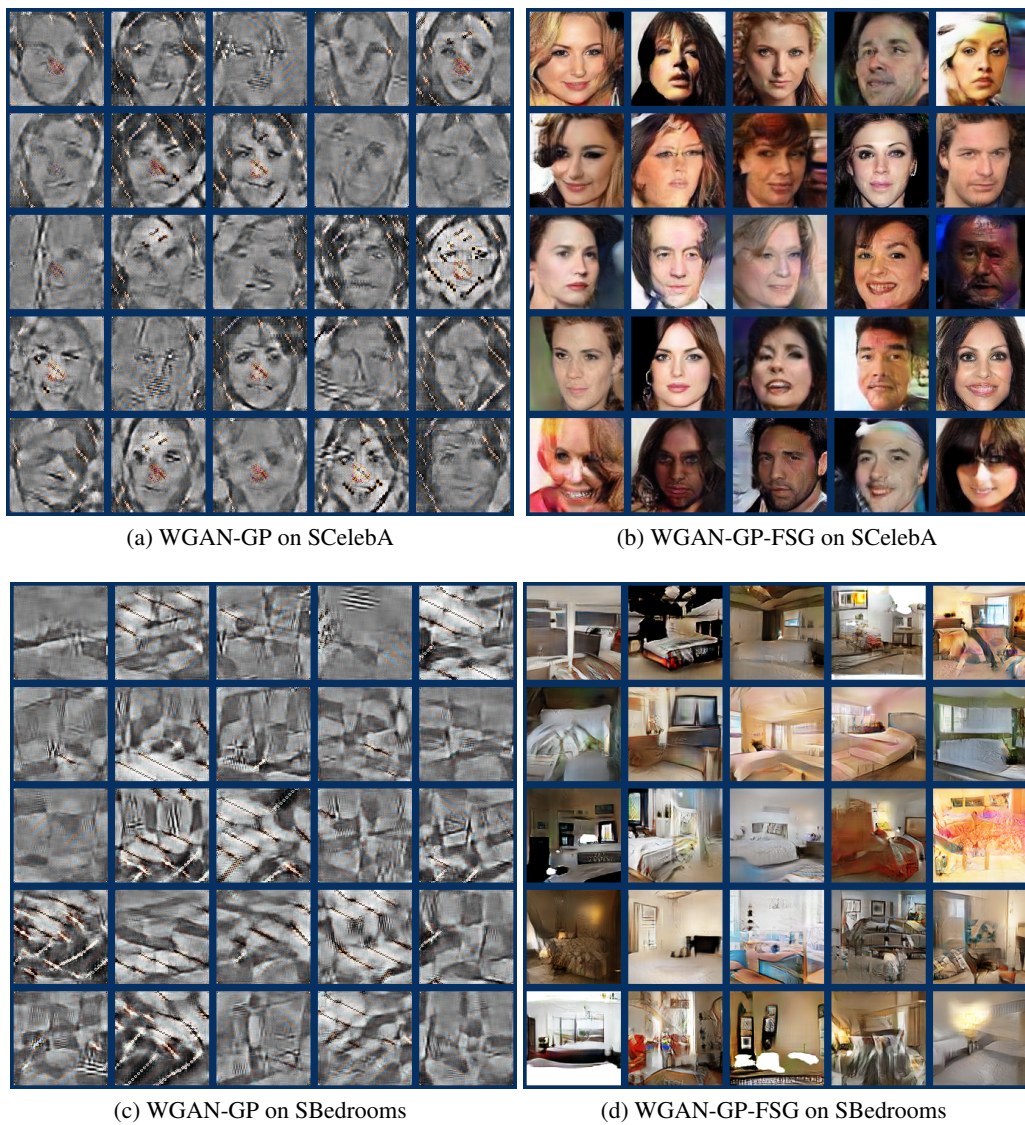 (a) WGAN-GP on SCelebA
(b) WGAN-GP-FSG on SCelebA
(c) WGAN-GP on SBedrooms
(d) WGAN-GP-FSG on SBedrooms